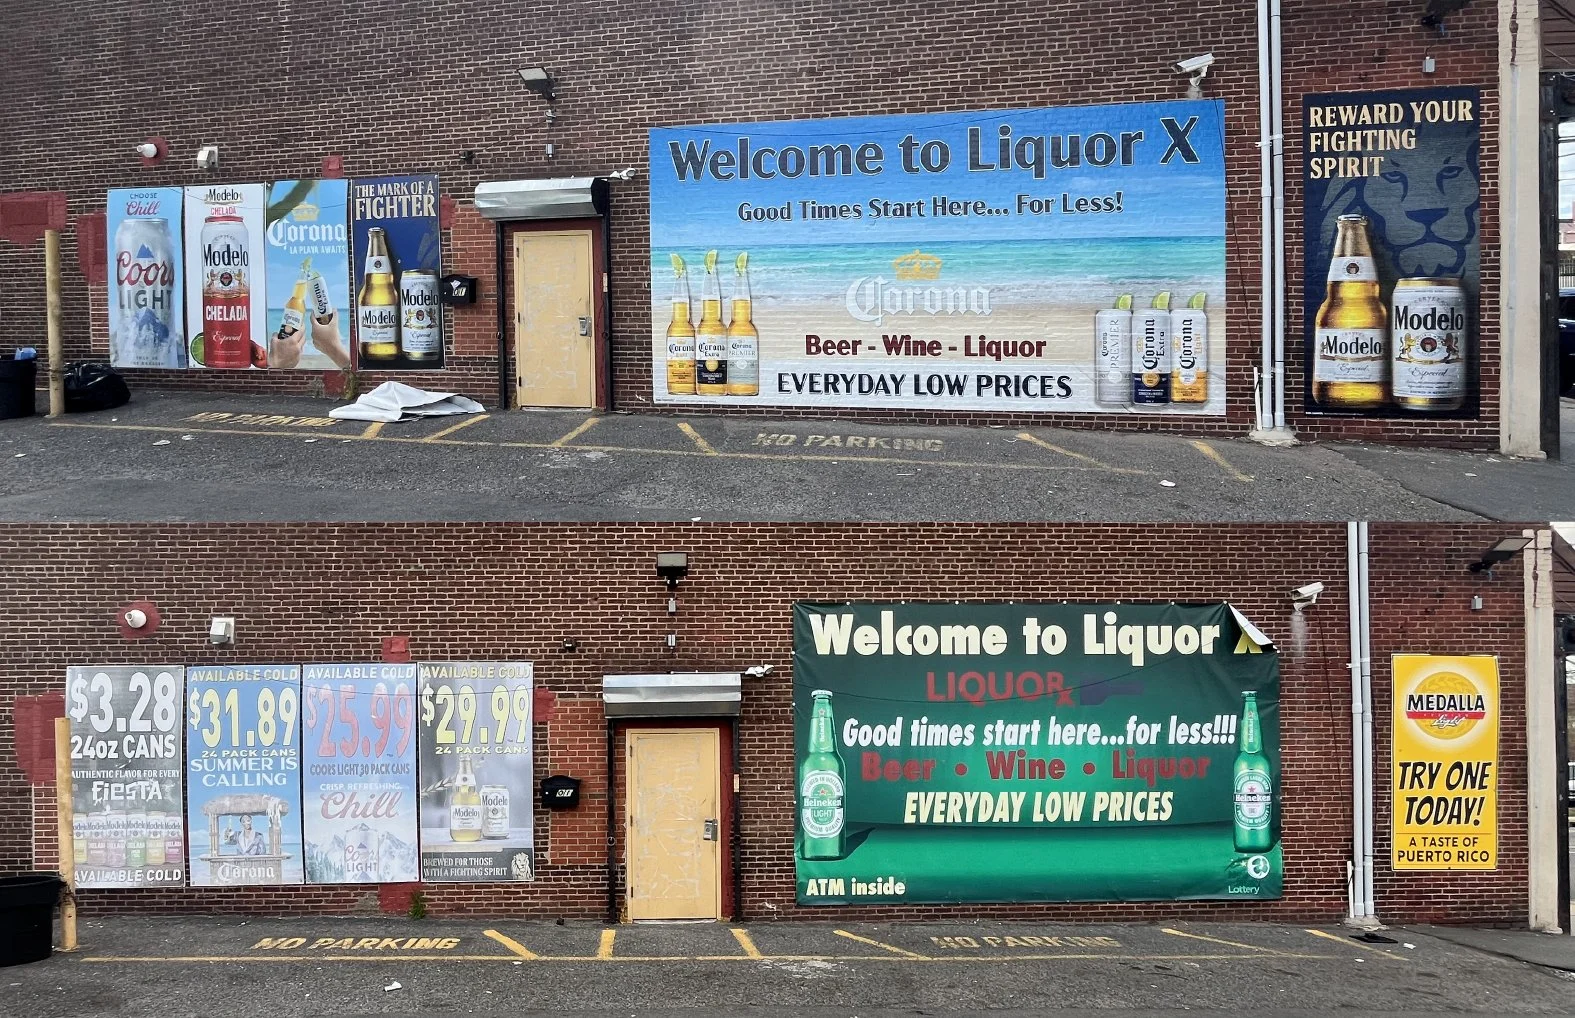 CHOOSE
Chill
Coors
LIGHT
Modelo
CHELADA
Modelo
CHELADA
Especial
Corona
LA PLAYA AWAITS
THE MARK OF A
FIGHTER
Modelo
Especial
Modelo
Especial
Welcome to Liquor X
Good Times Start Here... For Less!
Corona
Beer - Wine - Liquor
EVERYDAY LOW PRICES
Corona
Corona
Extra
Corona
PREMIER
Corona
PREMIER
Corona
Extra
Corona
REWARD YOUR
FIGHTING
SPIRIT
Modelo
Especial
Modelo
Especial
NO PARKING
NO PARKING
$3.28
24oz CANS
AUTHENTIC FLAVOR FOR EVERY
FIESTA
Modelo
AVAILABLE COLD
AVAILABLE COLD
$31.89
24 PACK CANS
SUMMER IS
CALLING
Corona
AVAILABLE COLD
$25.99
COORS LIGHT 30 PACK CANS
CRISP. REFRESHING.
Chill
Coors
LIGHT
AVAILABLE COLD
$29.99
24 PACK CANS
Modelo
Modelo
BREWED FOR THOSE
WITH A FIGHTING SPIRIT
Welcome to Liquor X
LIQUOR
Good times start here...for less!!!
Beer • Wine • Liquor
EVERYDAY LOW PRICES
Heineken
LIGHT
Heineken
ATM inside
Lottery
MEDALLA
Light
TRY ONE
TODAY!
A TASTE OF
PUERTO RICO
NO PARKING
NO PARKING